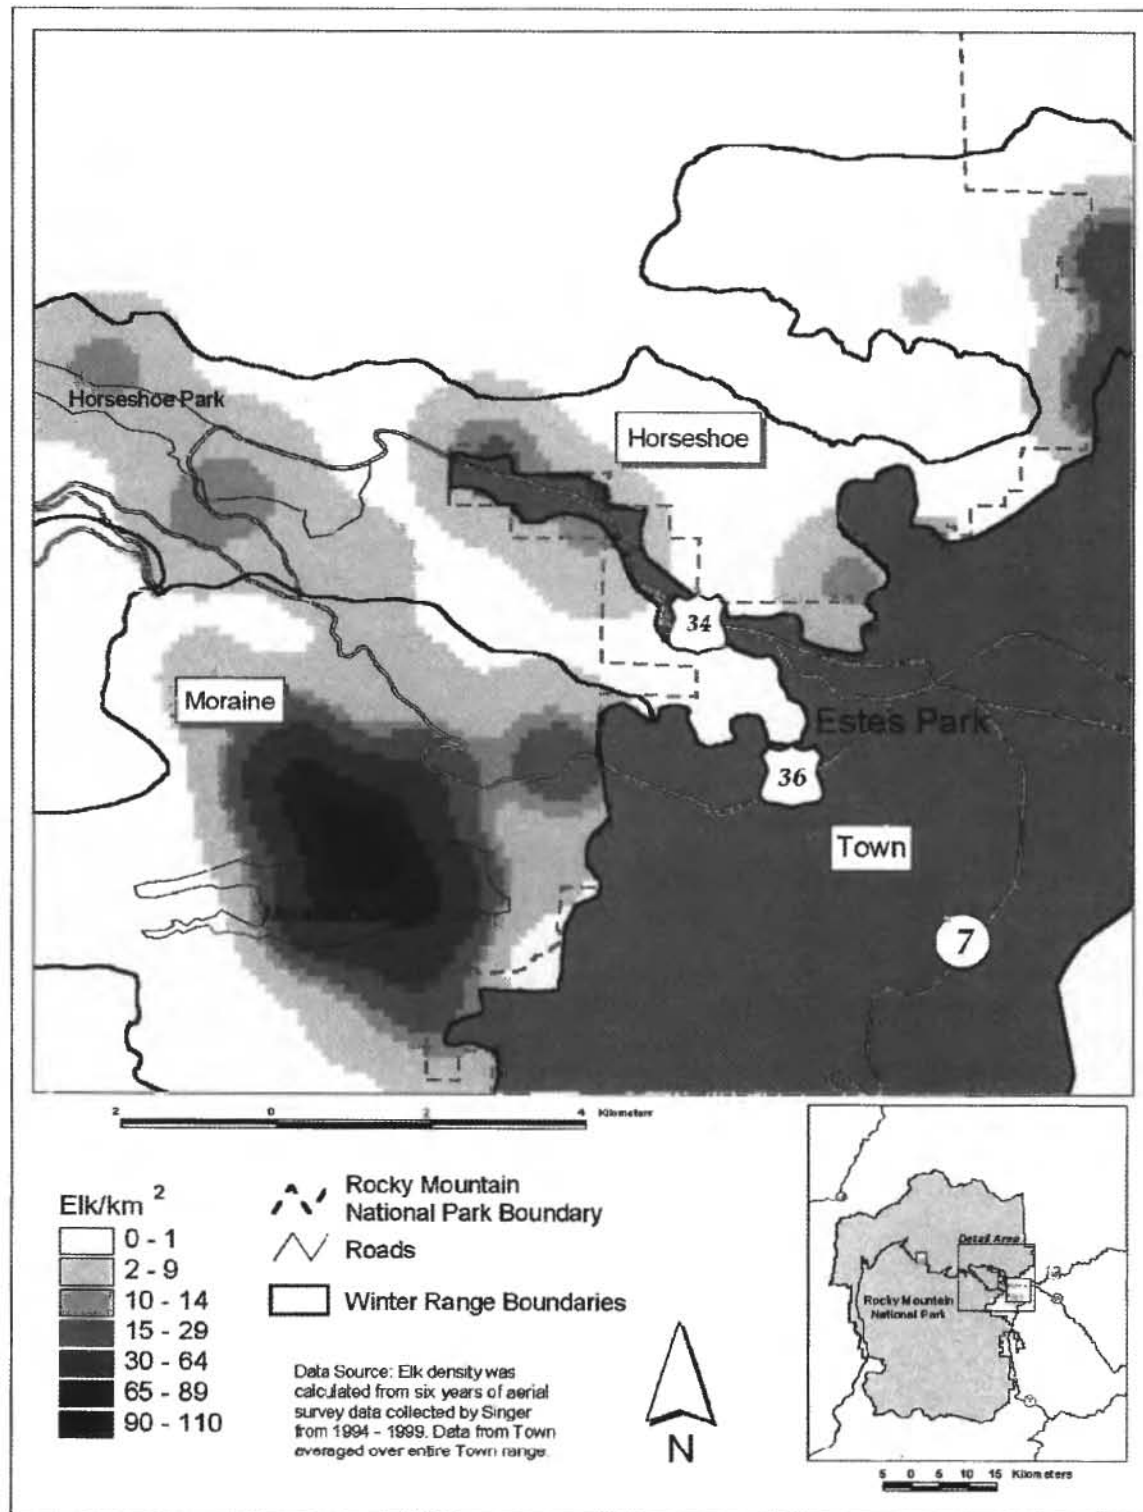 Horseshoe Park
Horseshoe
34
Moraine
Estes Park
36
Town
7
2 0 2 4 Kilometers
Elk/km 2
0 - 1
2 - 9
10 - 14
15 - 29
30 - 64
65 - 89
90 - 110
Rocky Mountain
National Park Boundary
Roads
Winter Range Boundaries
Data Source: Elk density was
calculated from six years of aerial
survey data collected by Singer
from 1994 - 1999. Data from Town
averaged over entire Town range.
N
Detail Area
Rocky Mountain
National Park
5 0 5 10 15 Kilometers